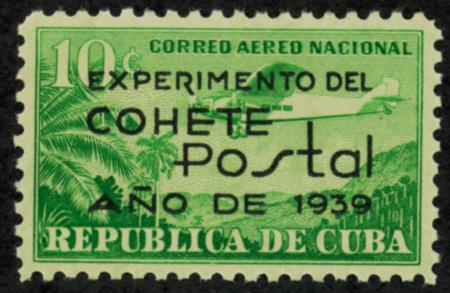 10¢ CORREO AEREO NACIONAL
EXPERIMENTO DEL
COHETE
Postal
AÑO DE 1939
REPUBLICA DE CUBA